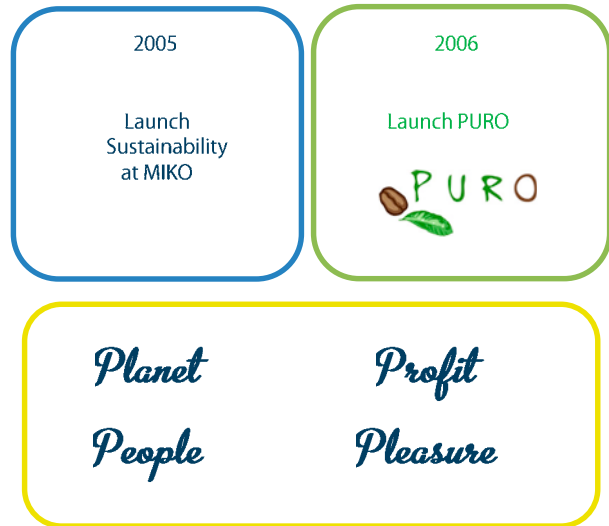 2005
Launch
Sustainability
at MIKO
2006
Launch PURO
PURO
Planet
Profit
People
Pleasure